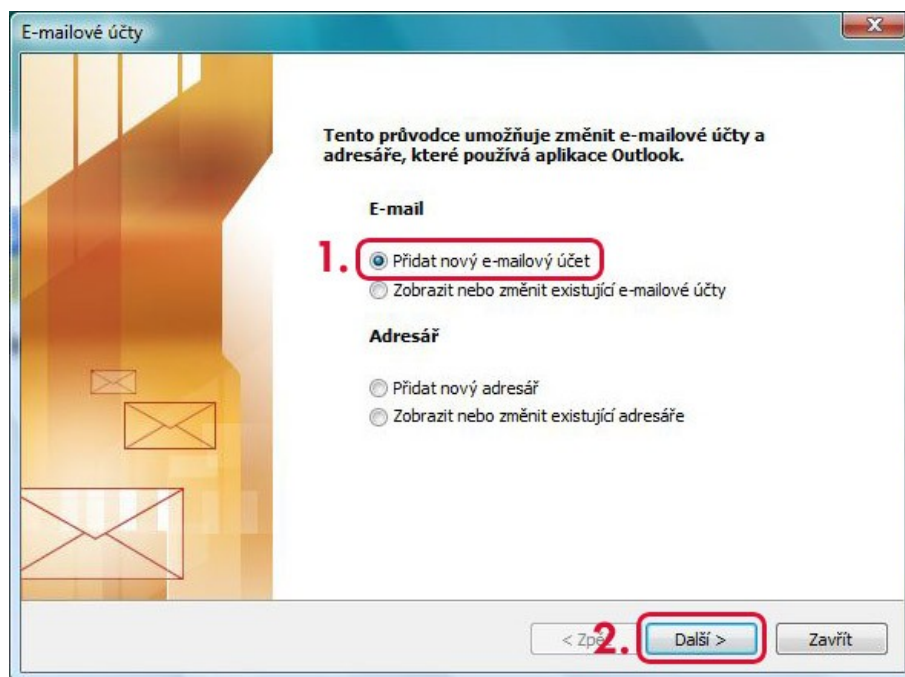 E-mailové účty
Tento průvodce umožňuje změnit e-mailové účty a
adresáře, které používá aplikace Outlook.
E-mail
1.
Přidat nový e-mailový účet
Zobrazit nebo změnit existující e-mailové účty
Adresář
Přidat nový adresář
Zobrazit nebo změnit existující adresáře
< 2. Další > Zavřít